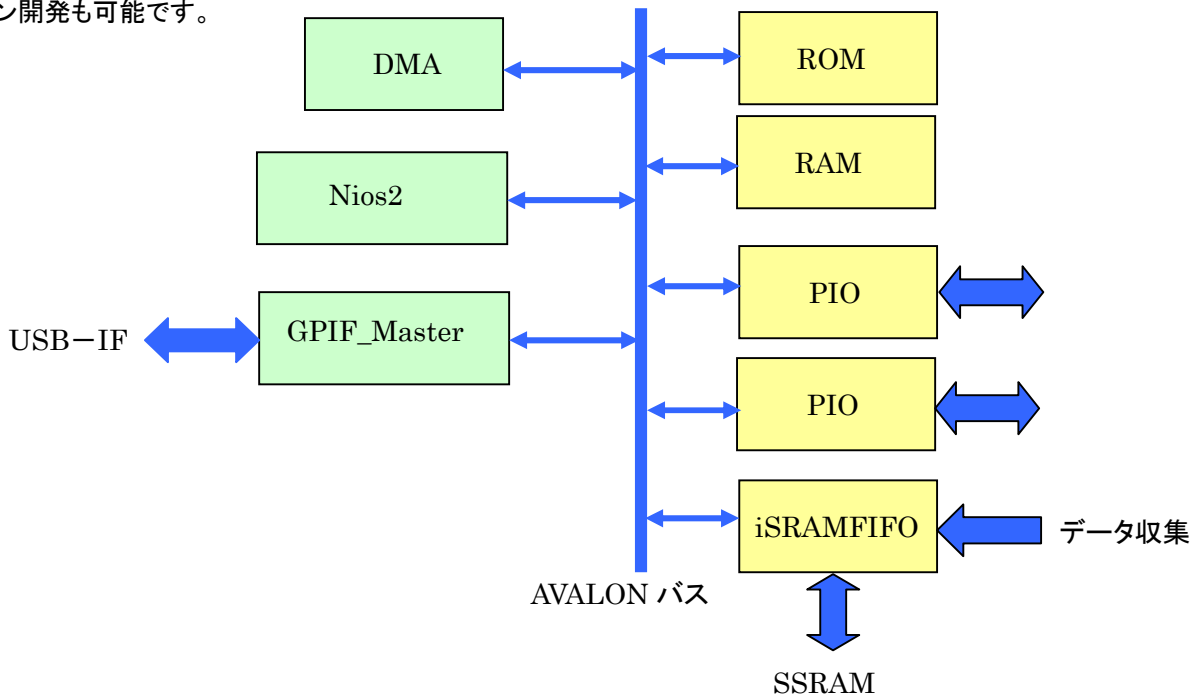 ン開発も可能です。
DMA
ROM
RAM
Nios2
PIO
USB－IF
GPIF_Master
PIO
iSRAMFIFO
データ収集
AVALON バス
SSRAM